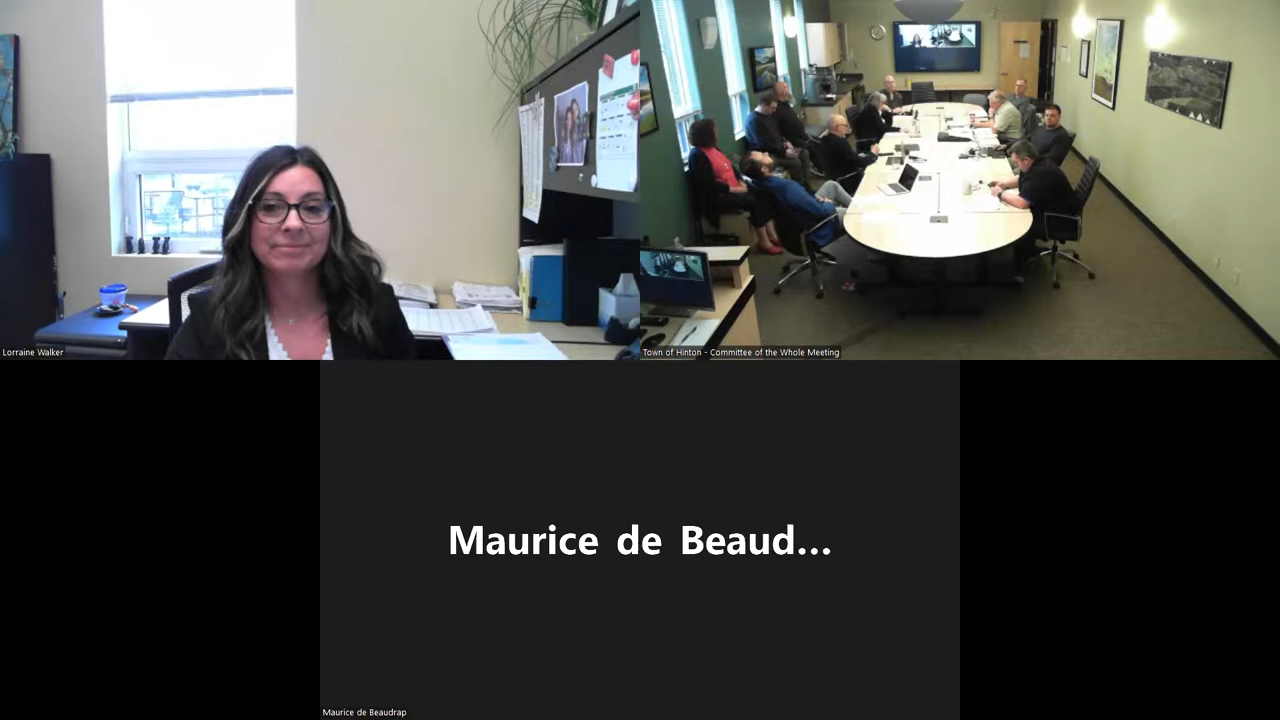 Lorraine Walker
Town of Hinton - Committee of the Whole Meeting
Maurice de Beaud...
Maurice de Beaudrap